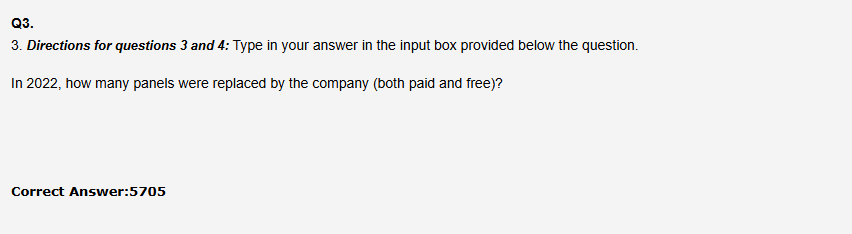 Q3.
3. Directions for questions 3 and 4: Type in your answer in the input box provided below the question.
In 2022, how many panels were replaced by the company (both paid and free)?
Correct Answer:5705